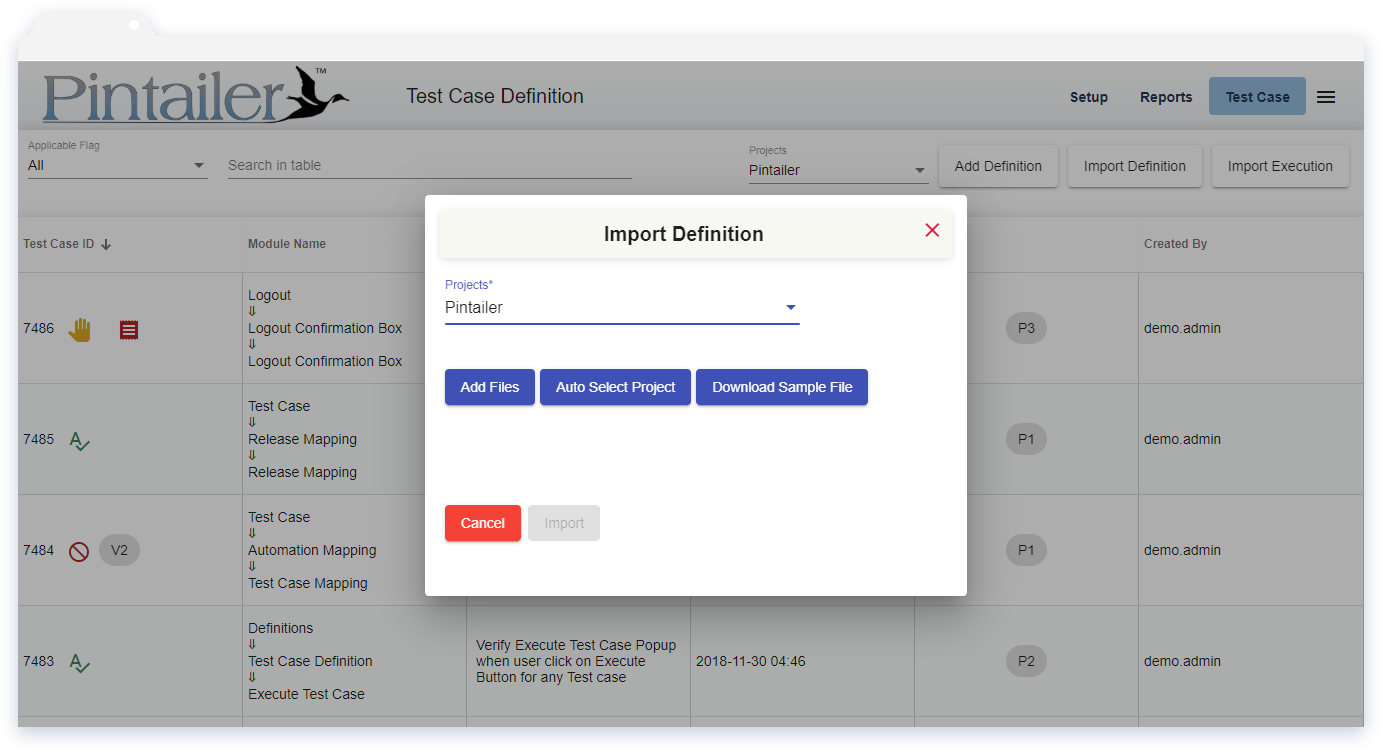 Pintailer™
Test Case Definition
Setup
Reports
Test Case
Applicable Flag
All
Search in table
Projects
Pintailer
Add Definition
Import Definition
Import Execution
Test Case ID
Module Name
Created By
7486
Logout
⇓
Logout Confirmation Box
⇓
Logout Confirmation Box
P3
demo.admin
7485
Test Case
⇓
Release Mapping
⇓
Release Mapping
P1
demo.admin
7484
V2
Test Case
⇓
Automation Mapping
⇓
Test Case Mapping
P1
demo.admin
7483
Definitions
⇓
Test Case Definition
⇓
Execute Test Case
Verify Execute Test Case Popup
when user click on Execute
Button for any Test case
2018-11-30 04:46
P2
demo.admin
Import Definition
Projects*
Pintailer
Add Files
Auto Select Project
Download Sample File
Cancel
Import